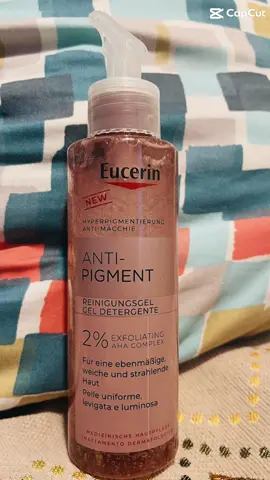 CapCut
Eucerin
NEW
HYPERPIGMENTIERUNG
ANTI-MACCHIE
ANTI-
PIGMENT
REINIGUNGSGEL
GEL DETERGENTE
2% EXFOLIATING
AHA COMPLEX
Für eine ebenmäßige,
weiche und strahlende
Haut
Pelle uniforme,
levigata e luminosa
MEDIZINISCHE HAUTPFLEGE
TRATTAMENTO